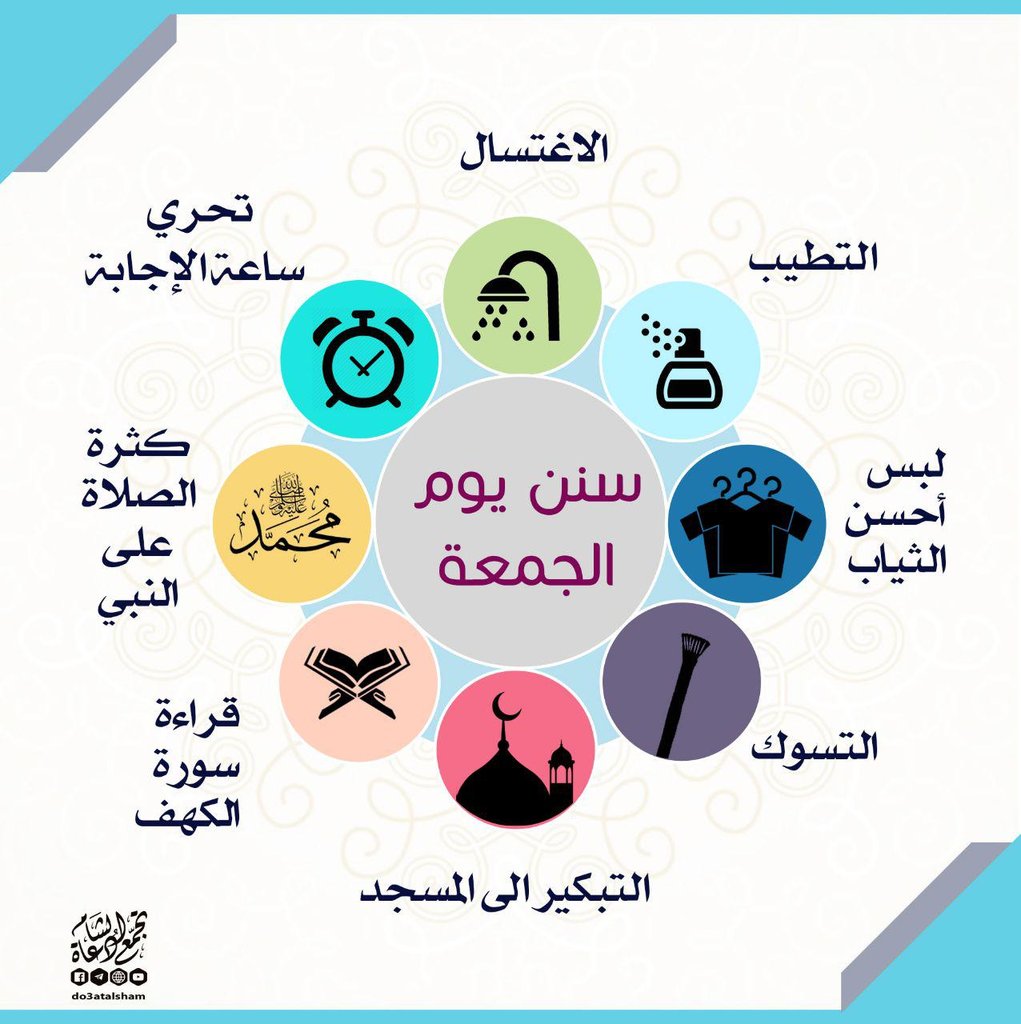 سنن يوم
الجمعة
الاغتسال
التطيب
لبس
أحسن
الثياب
التسوك
التبكير الى المسجد
قراءة
سورة
الكهف
كثرة
الصلاة
على
النبي
تحري
ساعة الإجابة
صلى الله
عليه وسلم
محمد
تجمع دعاة الشام
do3atalsham